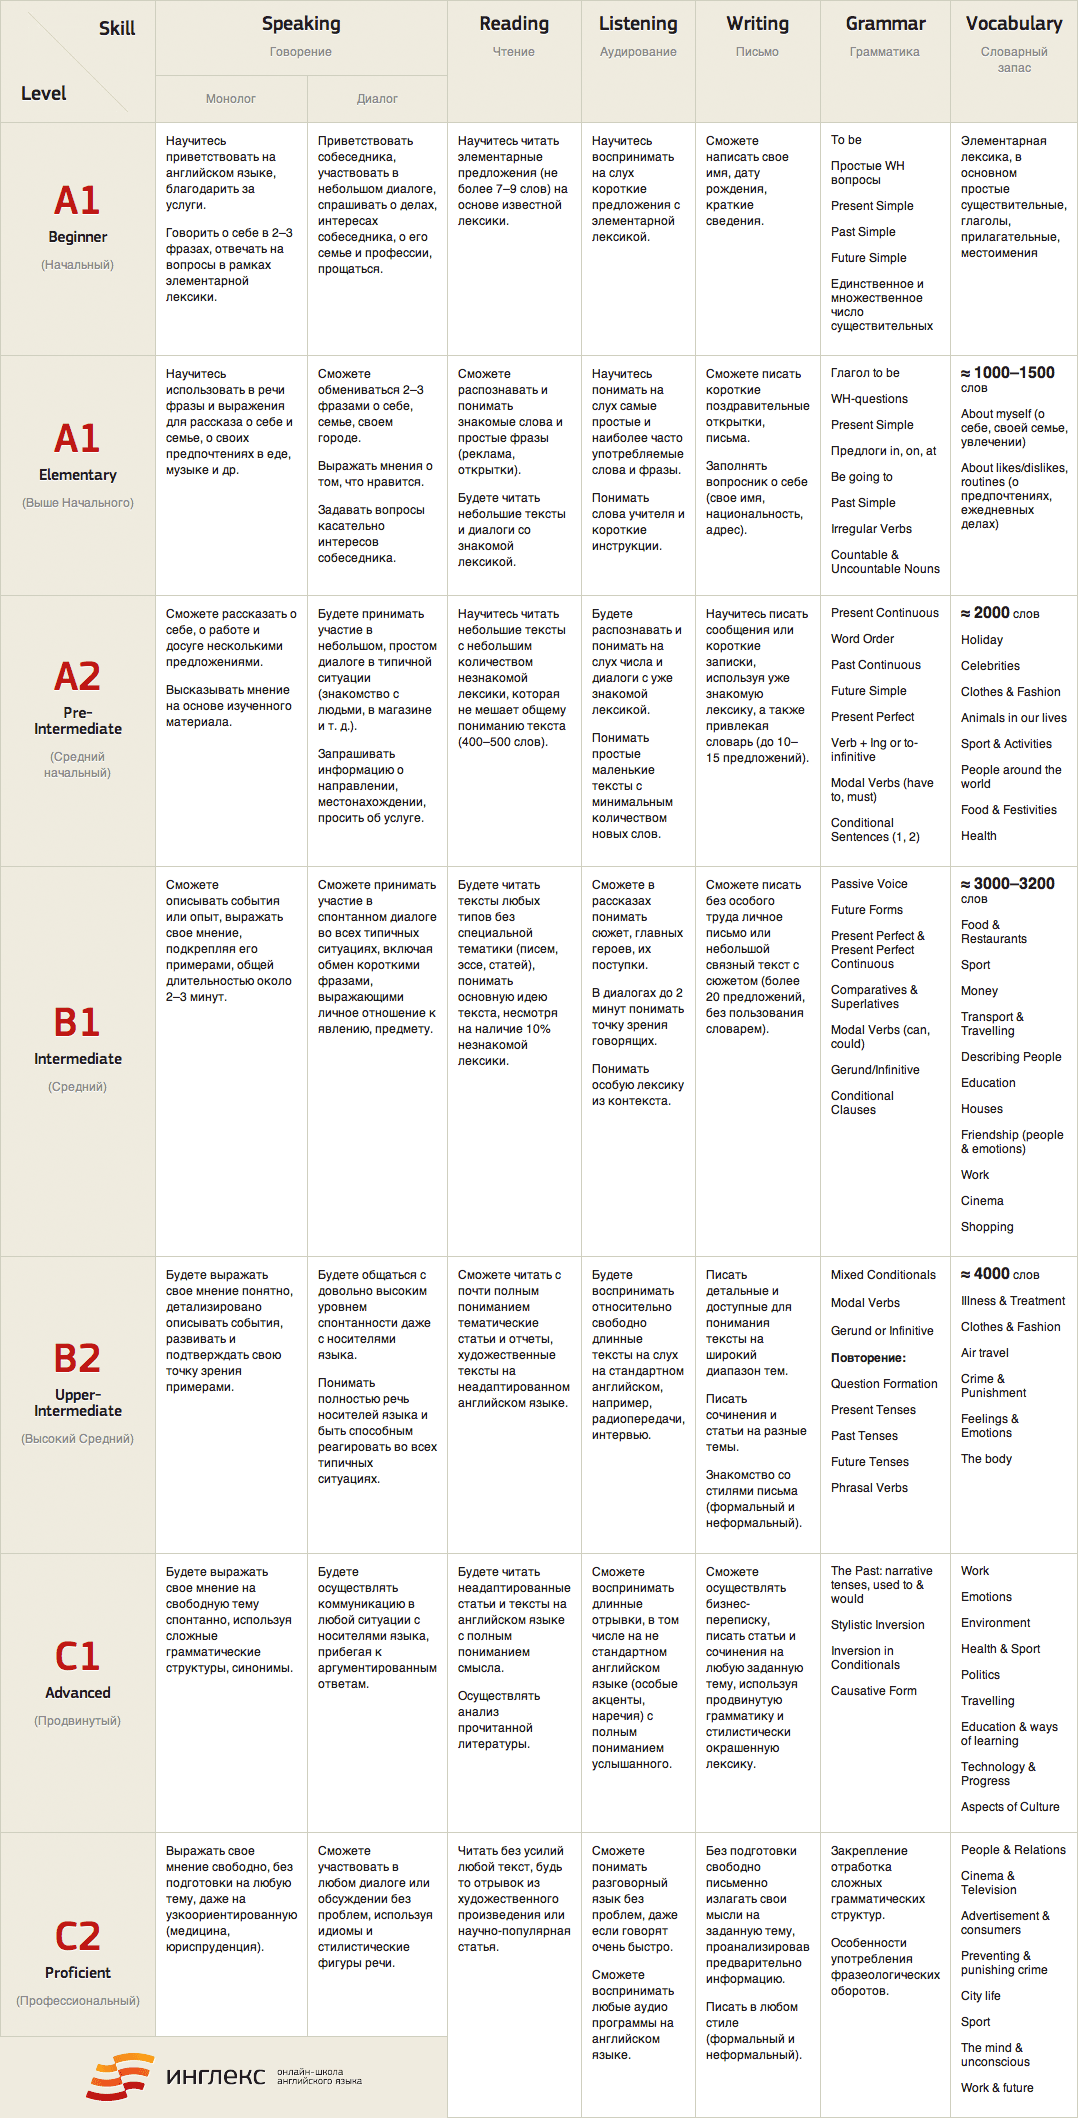 Skill
Level
Speaking
Говорение
Монолог
Диалог
Reading
Чтение
Listening
Аудирование
Writing
Письмо
Grammar
Грамматика
Vocabulary
Словарный
запас
A1
Beginner
(Начальный)
Научитесь
приветствовать на
английском языке,
благодарить за
услуги.
Говорить о себе в 2–3
фразах, отвечать на
вопросы в рамках
элементарной
лексики.
Приветствовать
собеседника,
участвовать в
небольшом диалоге,
спрашивать о делах,
интересах
собеседника, о его
семье и профессии,
прощаться.
Научитесь читать
элементарные
предложения (не
более 7–9 слов) на
основе известной
лексики.
Научитесь
воспринимать
на слух
короткие
предложения с
элементарной
лексикой.
Сможете
написать свое
имя, дату
рождения,
краткие
сведения.
To be
Простые WH
вопросы
Present Simple
Past Simple
Future Simple
Единственное и
множественное
число
существительных
Элементарная
лексика, в
основном
простые
существительные,
глаголы,
прилагательные,
местоимения
A1
Elementary
(Выше Начального)
Научитесь
использовать в речи
фразы и выражения
для рассказа о себе и
семье, о своих
предпочтениях в еде,
музыке и др.
Сможете
обмениваться 2–3
фразами о себе,
семье, своем
городе.
Выражать мнения о
том, что нравится.
Задавать вопросы
касательно
интересов
собеседника.
Сможете
распознавать и
понимать
знакомые слова и
простые фразы
(реклама,
открытки).
Будете читать
небольшие тексты
и диалоги со
знакомой
лексикой.
Научитесь
понимать на
слух самые
простые и
наиболее часто
употребляемые
слова и фразы.
Понимать
слова учителя и
короткие
инструкции.
Сможете писать
короткие
поздравительные
открытки,
письма.
Заполнять
вопросник о себе
(свое имя,
национальность,
адрес).
Глагол to be
WH-questions
Present Simple
Предлоги in, on, at
Be going to
Past Simple
Irregular Verbs
Countable &
Uncountable Nouns
≈ 1000–1500
слов
About myself (о
себе, своей семье,
увлечении)
About likes/dislikes,
routines (о
предпочтениях,
ежедневных
делах)
A2
Pre-
Intermediate
(Средний
начальный)
Сможете рассказать о
себе, о работе и
досуге несколькими
предложениями.
Высказывать мнение
на основе изученного
материала.
Будете принимать
участие в
небольшом, простом
диалоге в типичной
ситуации
(знакомство с
людьми, в магазине
и т. д.).
Запрашивать
информацию о
направлении,
местонахождении,
просить об услуге.
Научитесь читать
небольшие тексты
с небольшим
количеством
незнакомой
лексики, которая
не мешает общему
пониманию текста
(400–500 слов).
Будете
распознавать и
понимать на
слух числа и
диалоги с уже
знакомой
лексикой.
Понимать
простые
маленькие
тексты с
минимальным
количеством
новых слов.
Научитесь писать
сообщения или
короткие
записки,
используя уже
знакомую
лексику, а также
привлекая
словарь (до 10–
15 предложений).
Present Continuous
Word Order
Past Continuous
Future Simple
Present Perfect
Verb + Ing or to-
infinitive
Modal Verbs (have
to, must)
Conditional
Sentences (1, 2)
≈ 2000 слов
Holiday
Celebrities
Clothes & Fashion
Animals in our lives
Sport & Activities
People around the
world
Food & Festivities
Health
B1
Intermediate
(Средний)
Сможете
описывать события
или опыт, выражать
свое мнение,
подкрепляя его
примерами, общей
длительностью около
2–3 минут.
Сможете принимать
участие в
спонтанном диалоге
во всех типичных
ситуациях, включая
обмен короткими
фразами,
выражающими
личное отношение к
явлению, предмету.
Будете читать
тексты любых
типов без
специальной
тематики (писем,
эссе, статей),
понимать
основную идею
текста, несмотря
на наличие 10%
незнакомой
лексики.
Сможете в
рассказах
понимать
сюжет, главных
героев, их
поступки.
В диалогах до 2
минут понимать
точку зрения
говорящих.
Понимать
особую лексику
из контекста.
Сможете писать
без особого
труда личное
письмо или
небольшой
связный текст с
сюжетом (более
20 предложений,
без пользования
словарем).
Passive Voice
Future Forms
Present Perfect &
Present Perfect
Continuous
Comparatives &
Superlatives
Modal Verbs (can,
could)
Gerund/Infinitive
Conditional
Clauses
≈ 3000–3200
слов
Food &
Restaurants
Sport
Money
Transport &
Travelling
Describing People
Education
Houses
Friendship (people
& emotions)
Work
Cinema
Shopping
B2
Upper-
Intermediate
(Высокий Средний)
Будете выражать
свое мнение понятно,
детализировано
описывать события,
развивать и
подтверждать свою
точку зрения
примерами.
Будете общаться с
довольно высоким
уровнем
спонтанности даже
с носителями
языка.
Понимать
полностью речь
носителей языка и
быть способным
реагировать во всех
типичных
ситуациях.
Сможете читать с
почти полным
пониманием
тематические
статьи и отчеты,
художественные
тексты на
неадаптированном
английском языке.
Будете
воспринимать
относительно
свободно
длинные
тексты на слух
на стандартном
английском,
например,
радиопередачи,
интервью.
Писать
детальные и
доступные для
понимания
тексты на
широкий
диапазон тем.
Писать
сочинения и
статьи на разные
темы.
Знакомство со
стилями письма
(формальный и
неформальный).
Mixed Conditionals
Modal Verbs
Gerund or Infinitive
Повторение:
Question Formation
Present Tenses
Past Tenses
Future Tenses
Phrasal Verbs
≈ 4000 слов
Illness & Treatment
Clothes & Fashion
Air travel
Crime &
Punishment
Feelings &
Emotions
The body
C1
Advanced
(Продвинутый)
Будете выражать
свое мнение на
свободную тему
спонтанно, используя
сложные
грамматические
структуры, синонимы.
Будете
осуществлять
коммуникацию в
любой ситуации с
носителями языка,
прибегая к
аргументированным
ответам.
Будете читать
неадаптированные
статьи и тексты на
английском языке
с полным
пониманием
смысла.
Осуществлять
анализ
прочитанной
литературы.
Сможете
воспринимать
длинные
отрывки, в том
числе на не
стандартном
английском
языке (особые
акценты,
наречия) с
полным
пониманием
услышанного.
Сможете
осуществлять
бизнес-
переписку,
писать статьи и
сочинения на
любую заданную
тему, используя
продвинутую
грамматику и
стилистически
окрашенную
лексику.
The Past: narrative
tenses, used to &
would
Stylistic Inversion
Inversion in
Conditionals
Causative Form
Work
Emotions
Environment
Health & Sport
Politics
Travelling
Education & ways
of learning
Technology &
Progress
Aspects of Culture
C2
Proficient
(Профессиональный)
Выражать свое
мнение свободно, без
подготовки на любую
тему, даже на
узкоориентированную
(медицина,
юриспруденция).
Сможете
участвовать в
любом диалоге или
обсуждении без
проблем, используя
идиомы и
стилистические
фигуры речи.
Читать без усилий
любой текст, будь
то отрывок из
художественного
произведения или
научно-популярная
статья.
Сможете
понимать
разговорный
язык без
проблем, даже
если говорят
очень быстро.
Сможете
воспринимать
любые аудио
программы на
английском
языке.
Без подготовки
свободно
письменно
излагать свои
мысли на
заданную тему,
проанализировав
предварительно
информацию.
Писать в любом
стиле
(формальный и
неформальный).
Закрепление
отработка
сложных
грамматических
структур.
Особенности
употребления
фразеологических
оборотов.
People & Relations
Cinema &
Television
Advertisement &
consumers
Preventing &
punishing crime
City life
Sport
The mind &
unconscious
Work & future
инглекс
онлайн-школа
английского языка